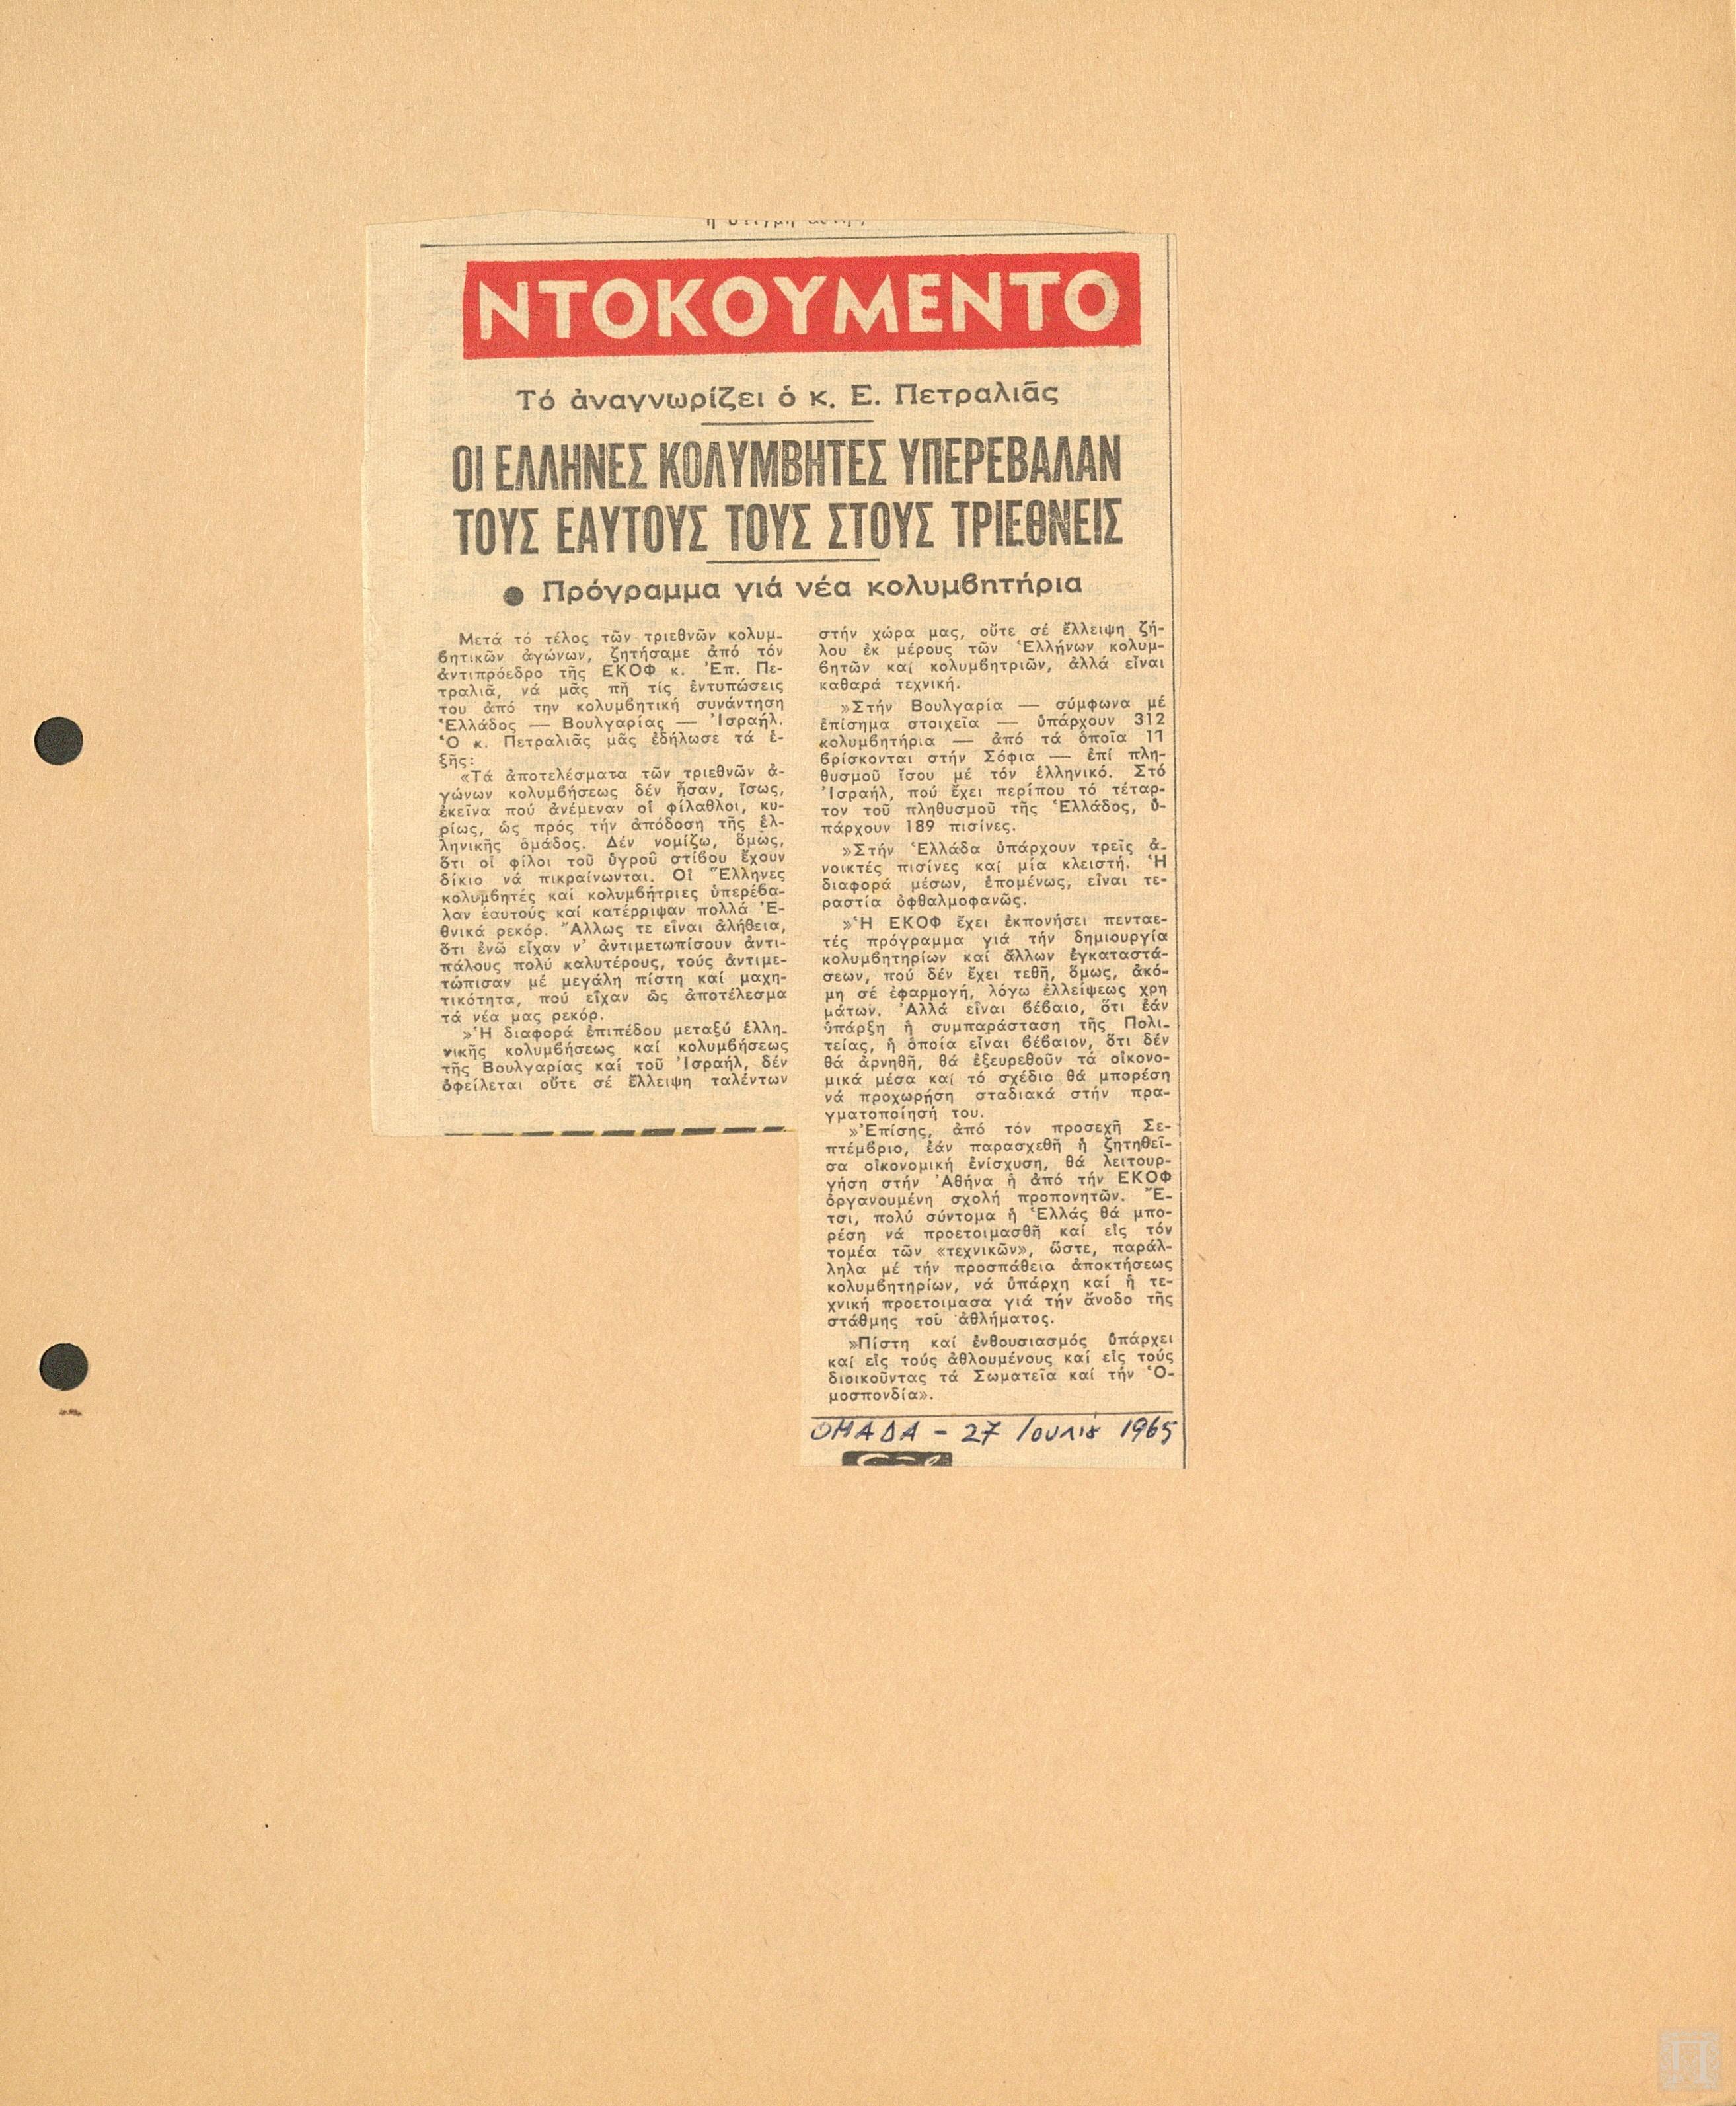 ΝΤΟΚΟΥΜΕΝΤΟ
Τό ἀναγνωρίζει ὁ κ. Ε. Πετραλιᾶς
ΟΙ ΕΛΛΗΝΕΣ ΚΟΛΥΜΒΗΤΕΣ ΥΠΕΡΕΒΑΛΑΝ
ΤΟΥΣ ΕΑΥΤΟΥΣ ΤΟΥΣ ΣΤΟΥΣ ΤΡΙΕΘΝΕΙΣ
● Πρόγραμμα γιά νέα κολυμβητήρια
Μετά τό τέλος τῶν τριεθνῶν κολυμ-
βητικῶν ἀγώνων, ζητήσαμε ἀπό τόν
ἀντιπρόεδρο τῆς ΕΚΟΦ κ. Ἐπ. Πε-
τραλιᾶ, νά μᾶς πῆ τίς ἐντυπώσεις
του ἀπό την κολυμβητική συνάντηση
Ἑλλάδος — Βουλγαρίας — Ἰσραήλ.
Ὁ κ. Πετραλιᾶς μᾶς ἐδήλωσε τά ἑ-
ξῆς:
«Τά ἀποτελέσματα τῶν τριεθνῶν ἀ-
γώνων κολυμβήσεως δέν ἦσαν, ἴσως,
ἐκεῖνα πού ἀνέμεναν οἱ φίλαθλοι, κυ-
ρίως, ὡς πρός τήν ἀπόδοση τῆς ἑλ-
ληνικῆς ὁμάδος. Δέν νομίζω, ὅμως,
ὅτι οἱ φίλοι τοῦ ὑγροῦ στίβου ἔχουν
δίκιο νά πικραίνωνται. Οἱ Ἕλληνες
κολυμβητές καί κολυμβήτριες ὑπερέβα-
λαν ἑαυτούς καί κατέρριψαν πολλά Ἐ-
θνικά ρεκόρ. Ἄλλως τε εἶναι ἀλήθεια,
ὅτι ἐνῶ εἶχαν ν' ἀντιμετωπίσουν ἀντι-
πάλους πολύ καλυτέρους, τούς ἀντιμε-
τώπισαν μέ μεγάλη πίστη καί μαχη-
τικότητα, πού εἶχαν ὡς ἀποτέλεσμα
τά νέα μας ρεκόρ.
»Ἡ διαφορά ἐπιπέδου μεταξύ ἑλλη-
νικῆς κολυμβήσεως καί κολυμβήσεως
τῆς Βουλγαρίας καί τοῦ Ἰσραήλ, δέν
ὀφείλεται οὔτε σέ ἔλλειψη ταλέντων
στήν χώρα μας, οὔτε σέ ἔλλειψη ζή-
λου ἐκ μέρους τῶν Ἑλλήνων κολυμ-
βητῶν καί κολυμβητριῶν, ἀλλά εἶναι
καθαρά τεχνική.
»Στήν Βουλγαρία — σύμφωνα μέ
ἐπίσημα στοιχεῖα — ὑπάρχουν 312
κολυμβητήρια — ἀπό τά ὁποῖα 11
βρίσκονται στήν Σόφια — ἐπί πλη-
θυσμοῦ ἴσου μέ τόν ἑλληνικό. Στό
Ἰσραήλ, πού ἔχει περίπου τό τέταρ-
τον τοῦ πληθυσμοῦ τῆς Ἑλλάδος, ὑ-
πάρχουν 189 πισίνες.
»Στήν Ἑλλάδα ὑπάρχουν τρεῖς ἀ-
νοικτές πισίνες καί μία κλειστή. Ἡ
διαφορά μέσων, ἑπομένως, εἶναι τε-
ραστία ὀφθαλμοφανῶς.
»Ἡ ΕΚΟΦ ἔχει ἐκπονήσει πενταε-
τές πρόγραμμα γιά τήν δημιουργία
κολυμβητηρίων καί ἄλλων ἐγκαταστά-
σεων, πού δέν ἔχει τεθῆ, ὅμως, ἀκό-
μη σέ ἐφαρμογή, λόγω ἐλλείψεως χρη
μάτων. Ἀλλά εἶναι βέβαιο, ὅτι ἐάν
ὑπάρξη ἡ συμπαράσταση τῆς Πολι-
τείας, ἡ ὁποία εἶναι βέβαιον, ὅτι δέν
θά ἀρνηθῆ, θά ἐξευρεθοῦν τά οἰκονο-
μικά μέσα καί τό σχέδιο θά μπορέση
νά προχωρήση σταδιακά στήν πρα-
γματοποίησή του.
»Ἐπίσης, ἀπό τόν προσεχῆ Σε-
πτέμβριο, ἐάν παρασχεθῆ ἡ ζητηθεῖ-
σα οἰκονομική ἐνίσχυση, θά λειτουρ-
γήση στήν Ἀθήνα ἡ ἀπό τήν ΕΚΟΦ
ὀργανουμένη σχολή προπονητῶν. Ἔ-
τσι, πολύ σύντομα ἡ Ἑλλάς θά μπο-
ρέση νά προετοιμασθῆ καί εἰς τόν
τομέα τῶν «τεχνικῶν», ὥστε, παράλ-
ληλα μέ τήν προσπάθεια ἀποκτήσεως
κολυμβητηρίων, νά ὑπάρχη καί ἡ τε-
χνική προετοιμασα γιά τήν ἄνοδο τῆς
στάθμης τοῦ ἀθλήματος.
»Πίστη καί ἐνθουσιασμός ὑπάρχει
καί εἰς τούς ἀθλουμένους καί εἰς τούς
διοικοῦντας τά Σωματεῖα καί τήν Ὁ-
μοσπονδία».
ΟΜΑΔΑ - 27 Ιουλίου 1965